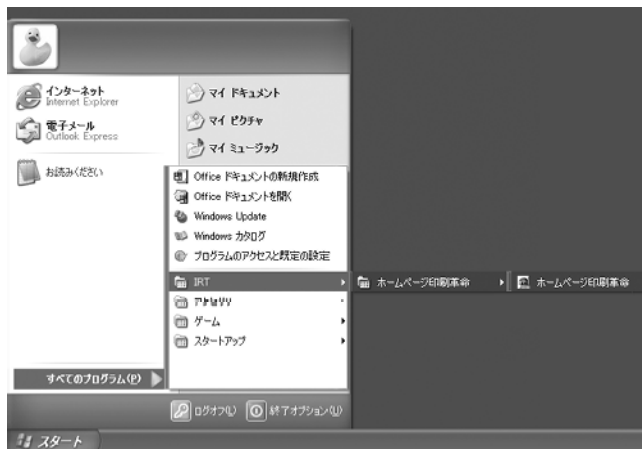 インターネット
Internet Explorer
電子メール
Outlook Express
お読みください
マイ ドキュメント
マイ ピクチャ
マイ ミュージック
Office ドキュメントの新規作成
Office ドキュメントを開く
Windows Update
Windows カタログ
プログラムのアクセスと既定の設定
IRT
ホームページ印刷革命
ホームページ印刷革命
ゲーム
スタートアップ
すべてのプログラム(P)
ログオフ(L)
終了オプション(U)
スタート